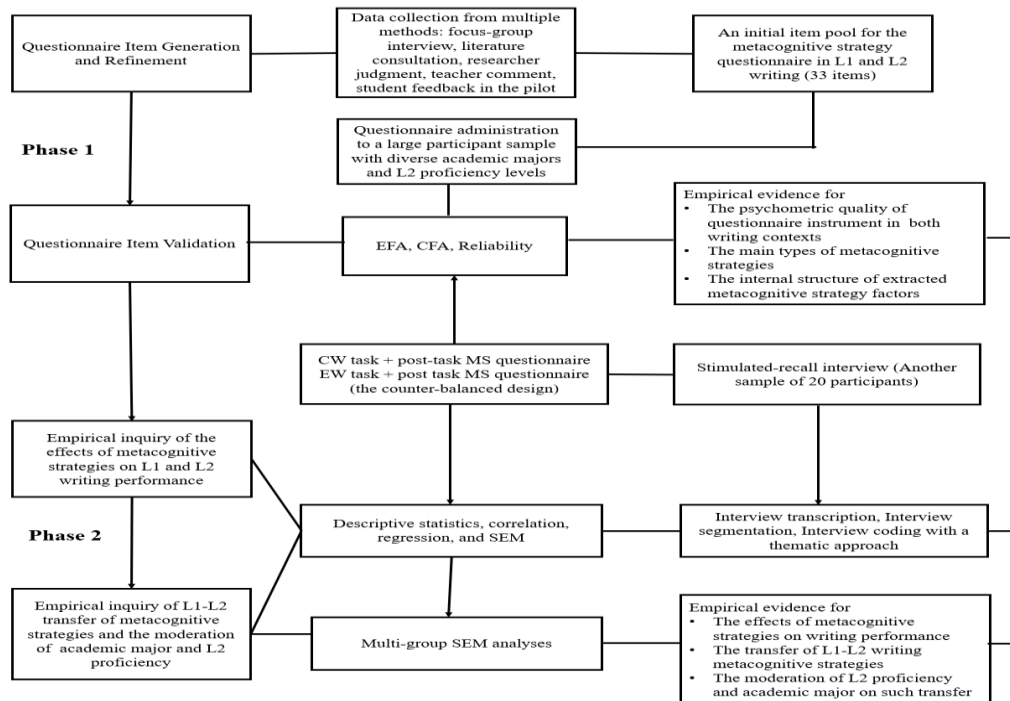 Questionnaire Item Generation
and Refinement
Data collection from multiple
methods: focus-group
interview, literature
consultation, researcher
judgment, teacher comment,
student feedback in the pilot
An initial item pool for the
metacognitive strategy
questionnaire in L1 and L2
writing (33 items)
Phase 1
Questionnaire administration
to a large participant sample
with diverse academic majors
and L2 proficiency levels
Questionnaire Item Validation
EFA, CFA, Reliability
Empirical evidence for
• The psychometric quality of
questionnaire instrument in both
writing contexts
• The main types of metacognitive
strategies
• The internal structure of extracted
metacognitive strategy factors
CW task + post-task MS questionnaire
EW task + post task MS questionnaire
(the counter-balanced design)
Stimulated-recall interview (Another
sample of 20 participants)
Empirical inquiry of the
effects of metacognitive
strategies on L1 and L2
writing performance
Phase 2
Descriptive statistics, correlation,
regression, and SEM
Interview transcription, Interview
segmentation, Interview coding with a
thematic approach
Empirical inquiry of L1-L2
transfer of metacognitive
strategies and the moderation
of academic major and L2
proficiency
Multi-group SEM analyses
Empirical evidence for
• The effects of metacognitive
strategies on writing performance
• The transfer of L1-L2 writing
metacognitive strategies
• The moderation of L2 proficiency
and academic major on such transfer